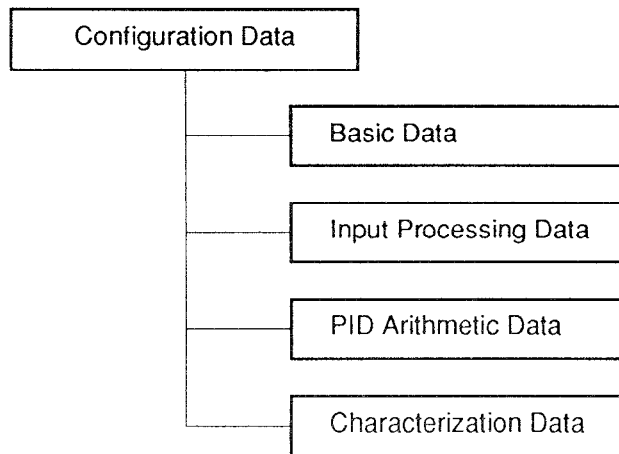 Configuration Data
Basic Data
Input Processing Data
PID Arithmetic Data
Characterization Data